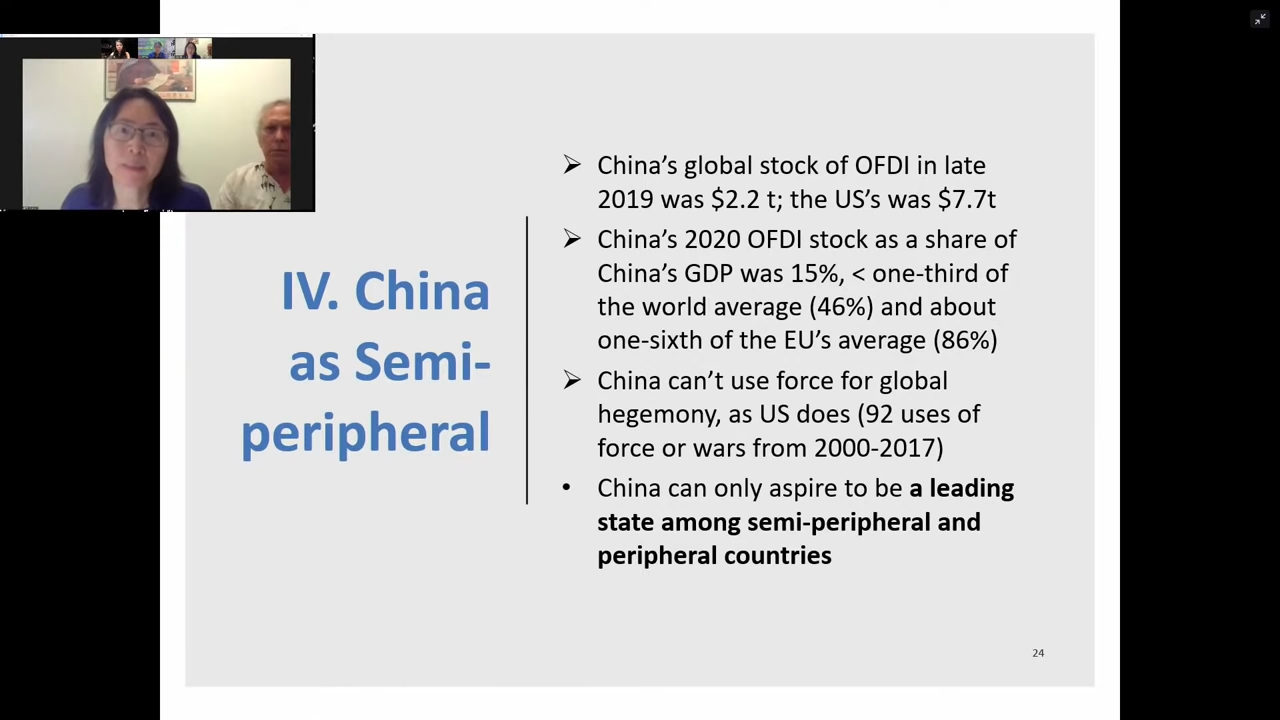 IV. China
as Semi-
peripheral
➢ China’s global stock of OFDI in late
2019 was $2.2 t; the US’s was $7.7t
➢ China’s 2020 OFDI stock as a share of
China’s GDP was 15%, < one-third of
the world average (46%) and about
one-sixth of the EU’s average (86%)
➢ China can’t use force for global
hegemony, as US does (92 uses of
force or wars from 2000-2017)
• China can only aspire to be a leading
state among semi-peripheral and
peripheral countries
24